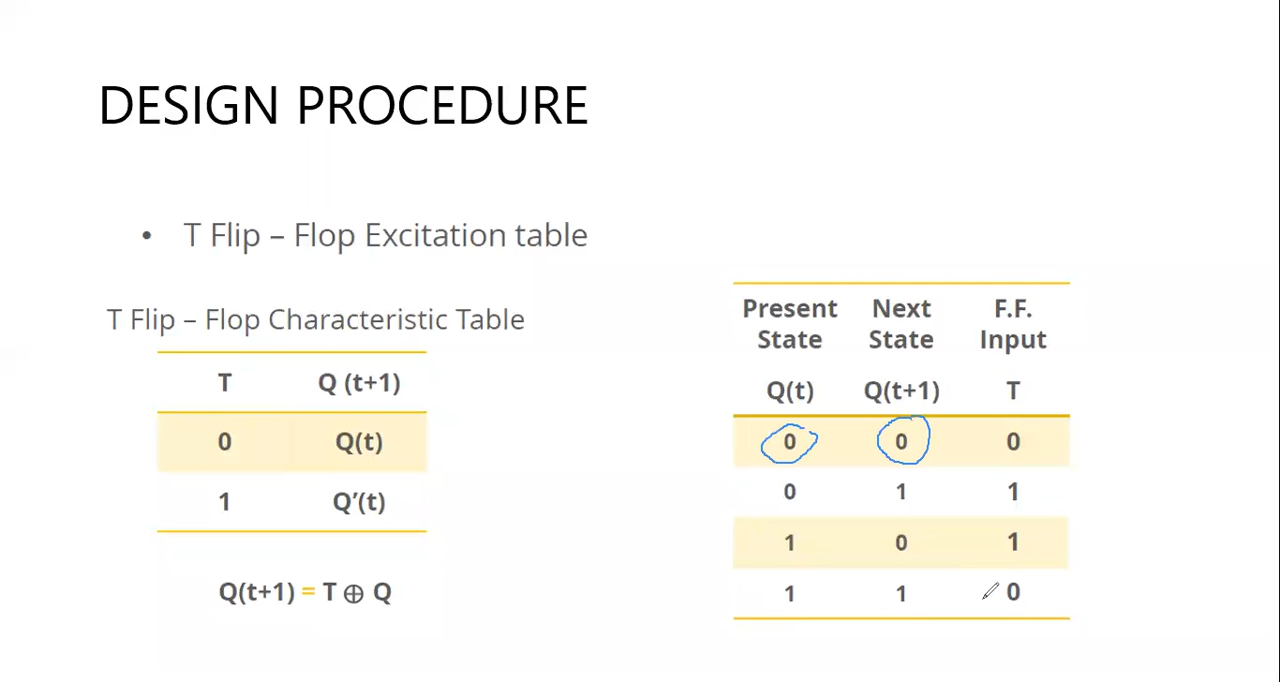 DESIGN PROCEDURE
• T Flip – Flop Excitation table
T Flip – Flop Characteristic Table
T Q (t+1)
0 Q(t)
1 Q’(t)
Q(t+1) = T ⊕ Q
Present Next F.F.
State State Input
Q(t) Q(t+1) T
0 0 0
0 1 1
1 0 1
1 1 0